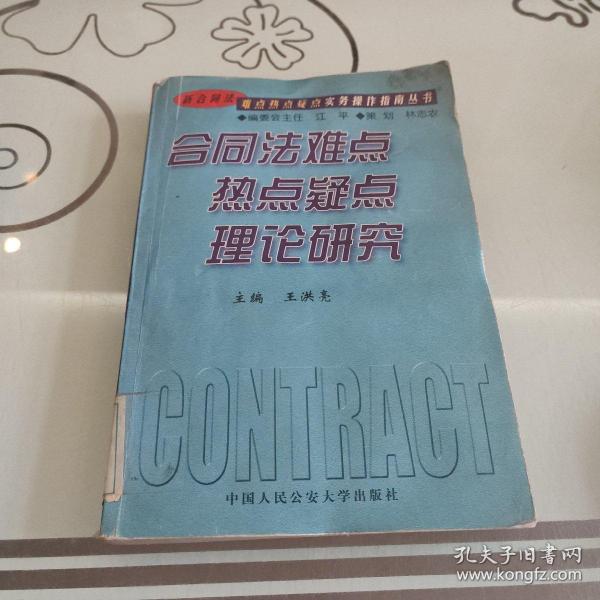 新合同法 难点热点疑点实务操作指南丛书
◆编委会主任 江 平 ◆策 划 林志农
合同法难点
热点疑点
理论研究
主编 王洪亮
CONTRACT
中国人民公安大学出版社
孔夫子旧书网
www.kongfz.com